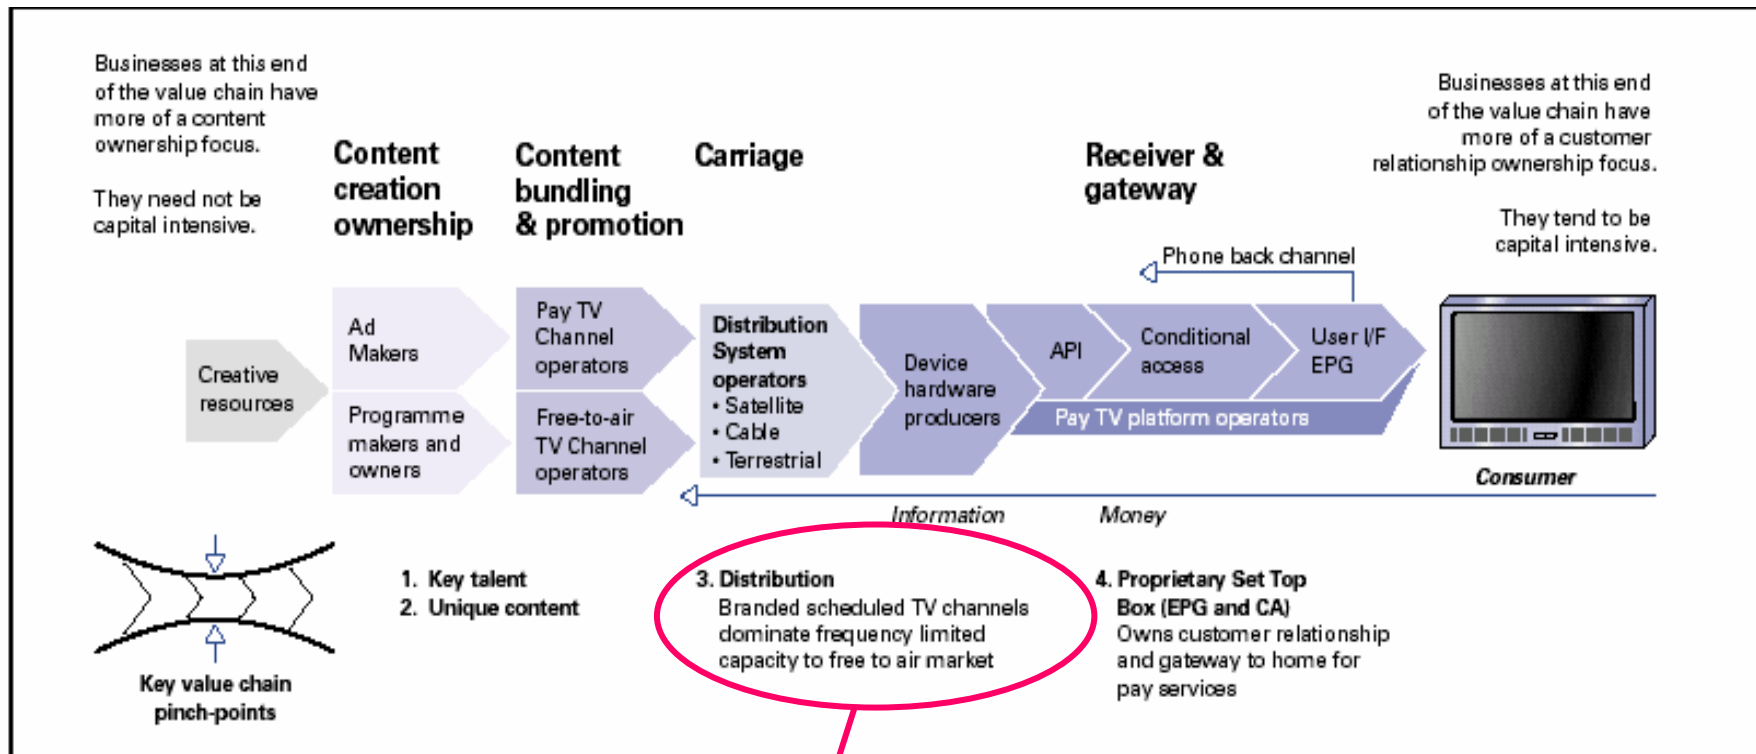 Businesses at this end
of the value chain have
more of a content
ownership focus.
They need not be
capital intensive.
Content
creation
ownership
Content
bundling
& promotion
Carriage
Receiver &
gateway
Businesses at this end
of the value chain have
more of a customer
relationship ownership focus.
They tend to be
capital intensive.
Phone back channel
Creative
resources
Ad
Makers
Programme
makers and
owners
Pay TV
Channel
operators
Free-to-air
TV Channel
operators
Distribution
System
operators
• Satellite
• Cable
• Terrestrial
Device
hardware
producers
API
Conditional
access
User I/F
EPG
Pay TV platform operators
Consumer
Information
Money
Key value chain
pinch-points
1. Key talent
2. Unique content
3. Distribution
Branded scheduled TV channels
dominate frequency limited
capacity to free to air market
4. Proprietary Set Top
Box (EPG and CA)
Owns customer relationship
and gateway to home for
pay services